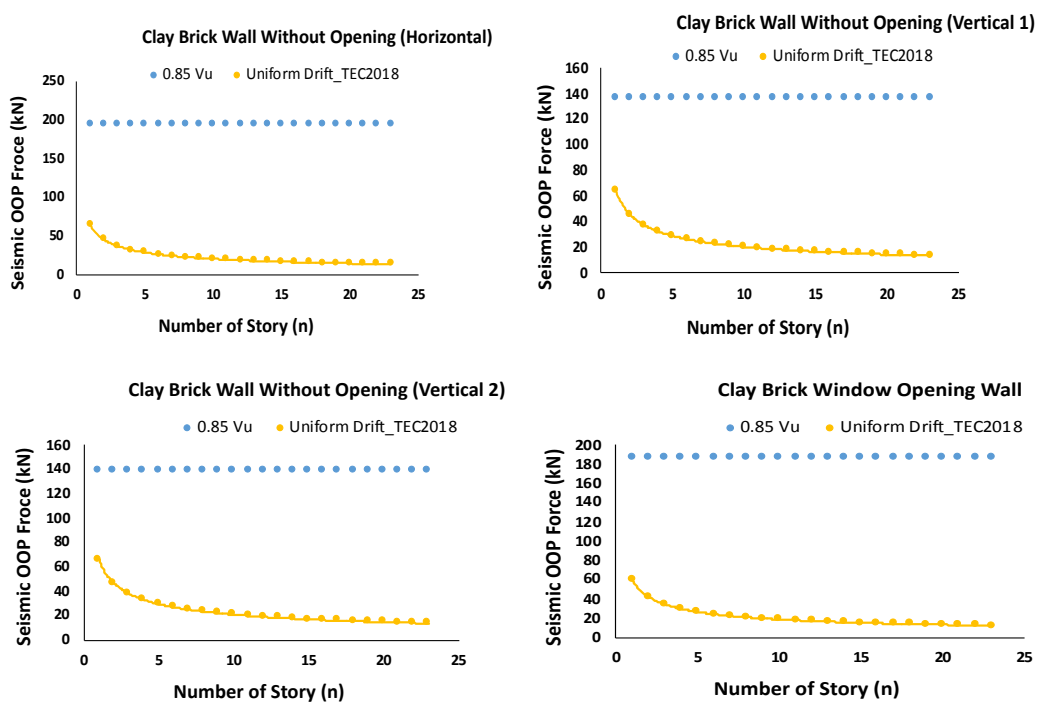 Clay Brick Wall Without Opening (Horizontal)
0.85 Vu Uniform Drift_TEC2018
Seismic OOP Froce (kN)
250
200
150
100
50
0
0 5 10 15 20 25
Number of Story (n)
Clay Brick Wall Without Opening (Vertical 1)
0.85 Vu Uniform Drift_TEC2018
Seismic OOP Force (kN)
160
140
120
100
80
60
40
20
0
0 5 10 15 20 25
Number of Story (n)
Clay Brick Wall Without Opening (Vertical 2)
0.85 Vu Uniform Drift_TEC2018
Seismic OOP Froce (kN)
160
140
120
100
80
60
40
20
0
0 5 10 15 20 25
Number of Story (n)
Clay Brick Window Opening Wall
0.85 Vu Uniform Drift_TEC2018
Seismic OOP Force (kN)
200
180
160
140
120
100
80
60
40
20
0
0 5 10 15 20 25
Number of Story (n)